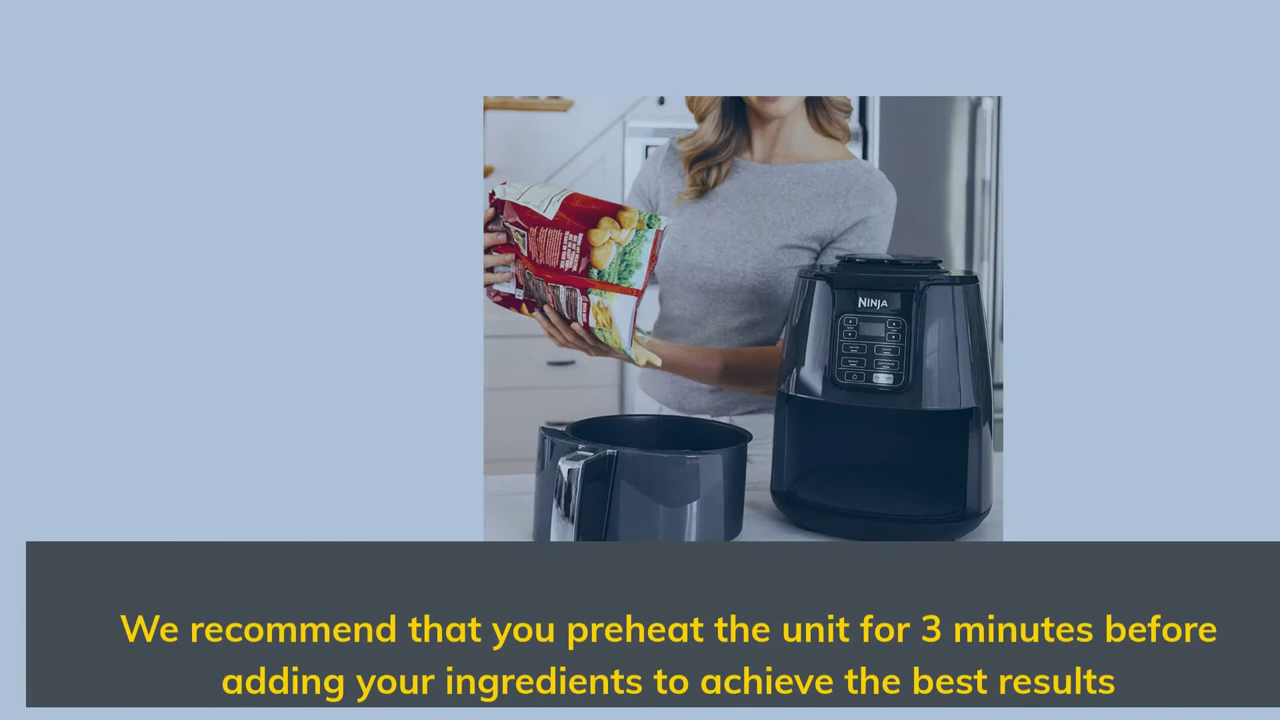 NINJA
We recommend that you preheat the unit for 3 minutes before
adding your ingredients to achieve the best results